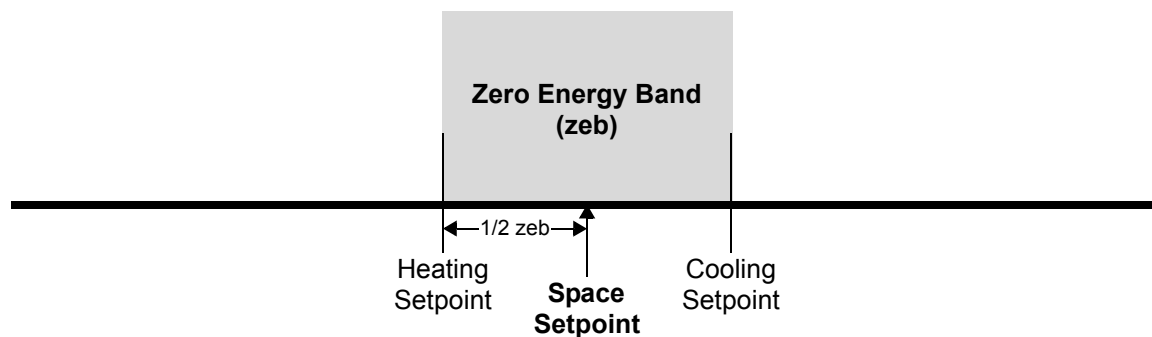 Zero Energy Band
(zeb)
1/2 zeb
Heating
Setpoint
Space
Setpoint
Cooling
Setpoint